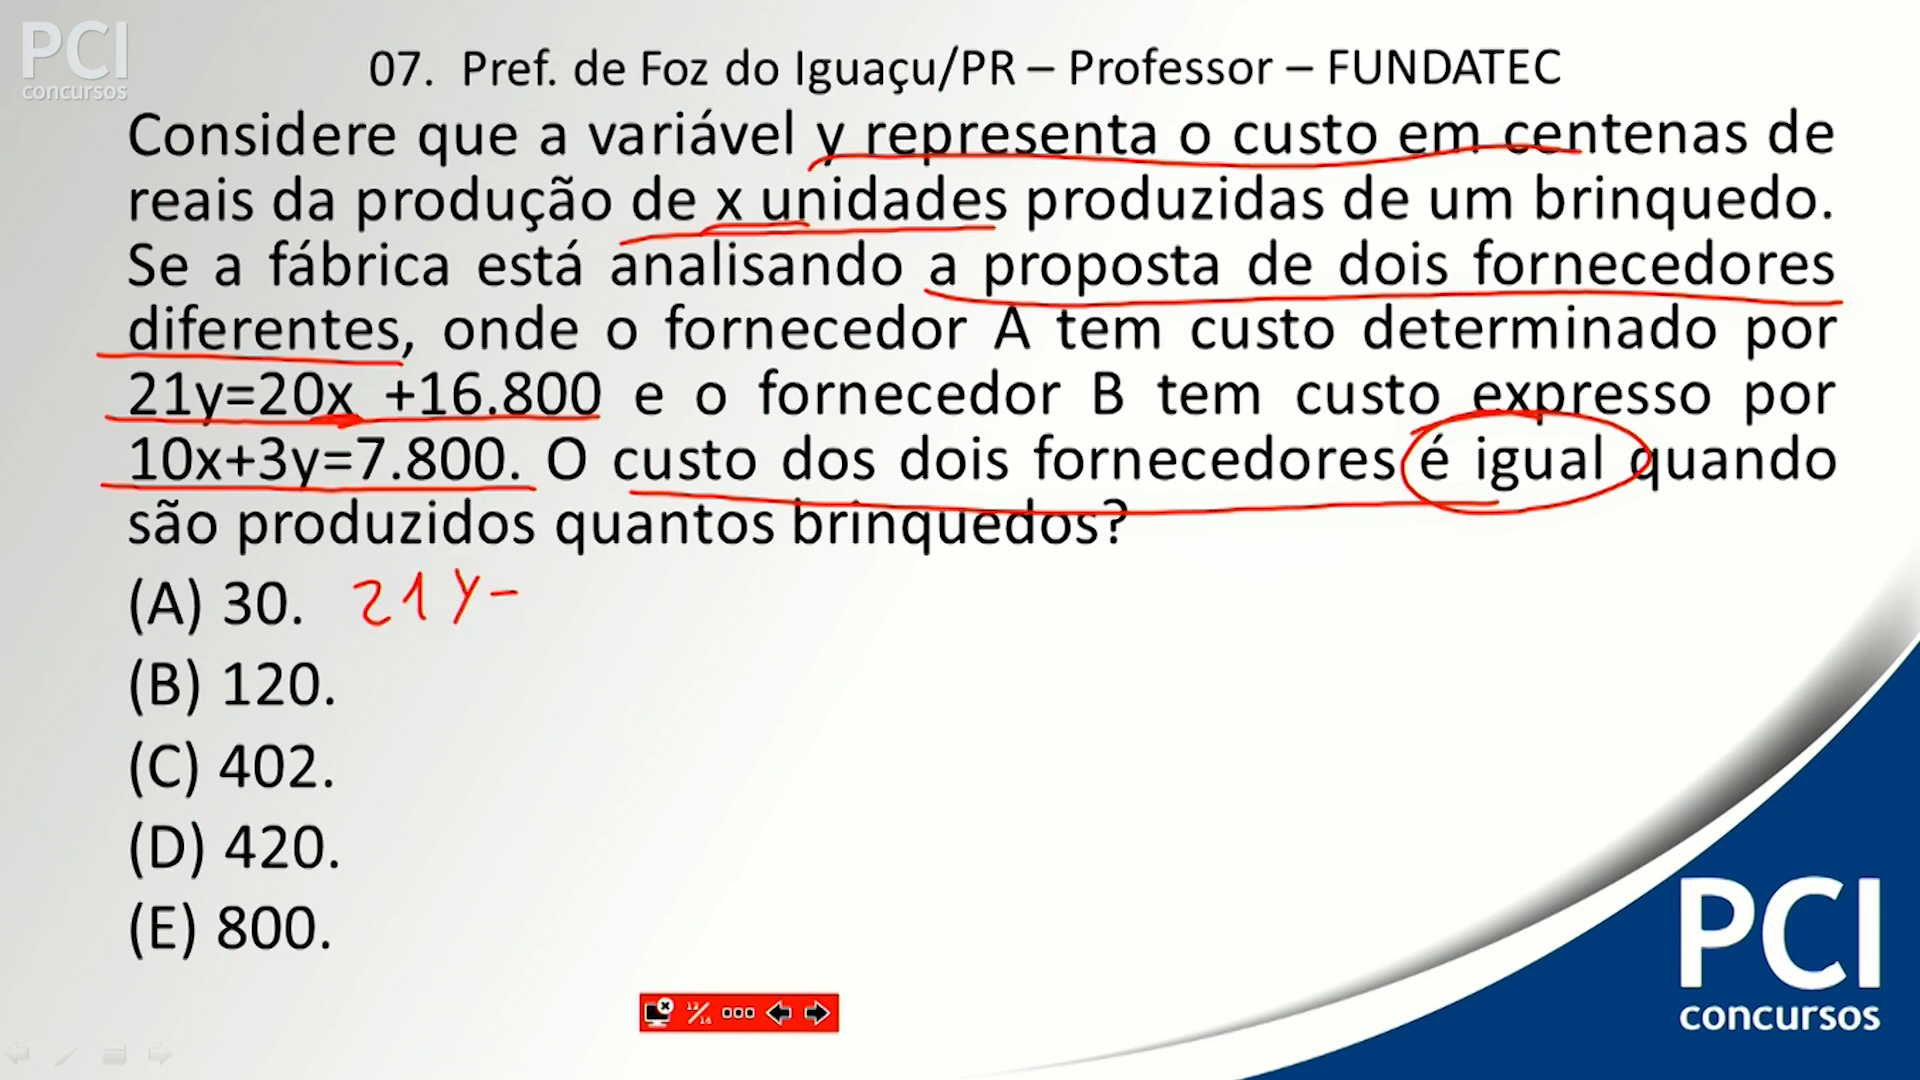 PCI
concursos
07. Pref. de Foz do Iguaçu/PR – Professor – FUNDATEC
Considere que a variável y representa o custo em centenas de
reais da produção de x unidades produzidas de um brinquedo.
Se a fábrica está analisando a proposta de dois fornecedores
diferentes, onde o fornecedor A tem custo determinado por
21y=20x +16.800 e o fornecedor B tem custo expresso por
10x+3y=7.800. O custo dos dois fornecedores é igual quando
são produzidos quantos brinquedos?
(A) 30. 21 y -
(B) 120.
(C) 402.
(D) 420.
(E) 800.
PCI
concursos